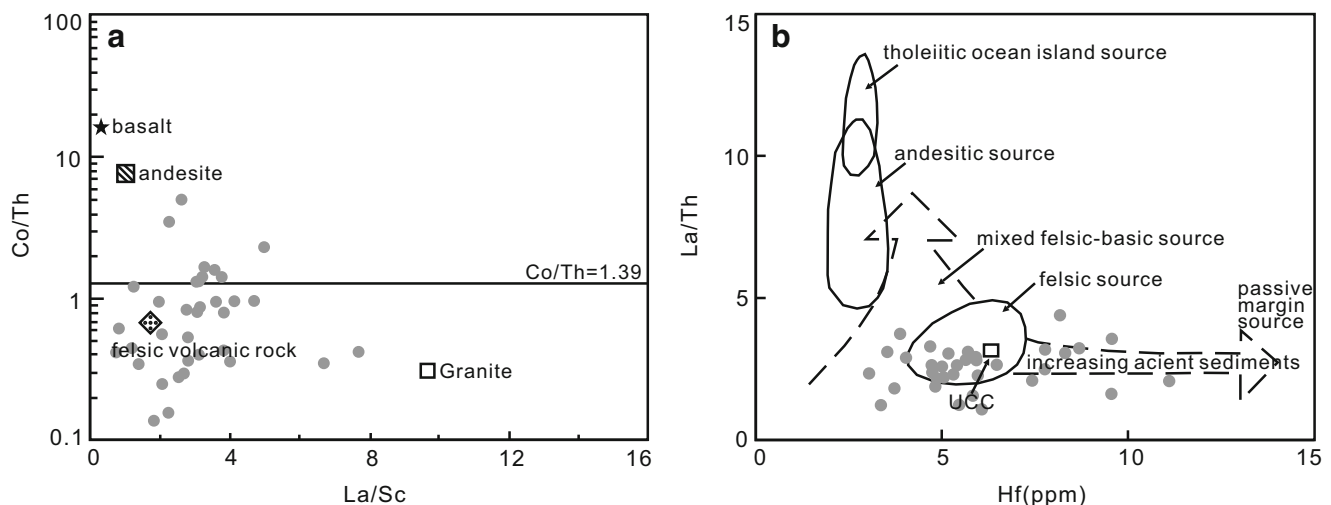 a
100
10
1
0.1
Co/Th
basalt
andesite
Co/Th=1.39
felsic volcanic rock
Granite
0 4 8 12 16
La/Sc
b
15
10
5
0
La/Th
tholeiitic ocean island source
andesitic source
mixed felsic-basic source
felsic source
passive
margin
source
increasing acient sediments
UCC
0 5 10 15
Hf(ppm)